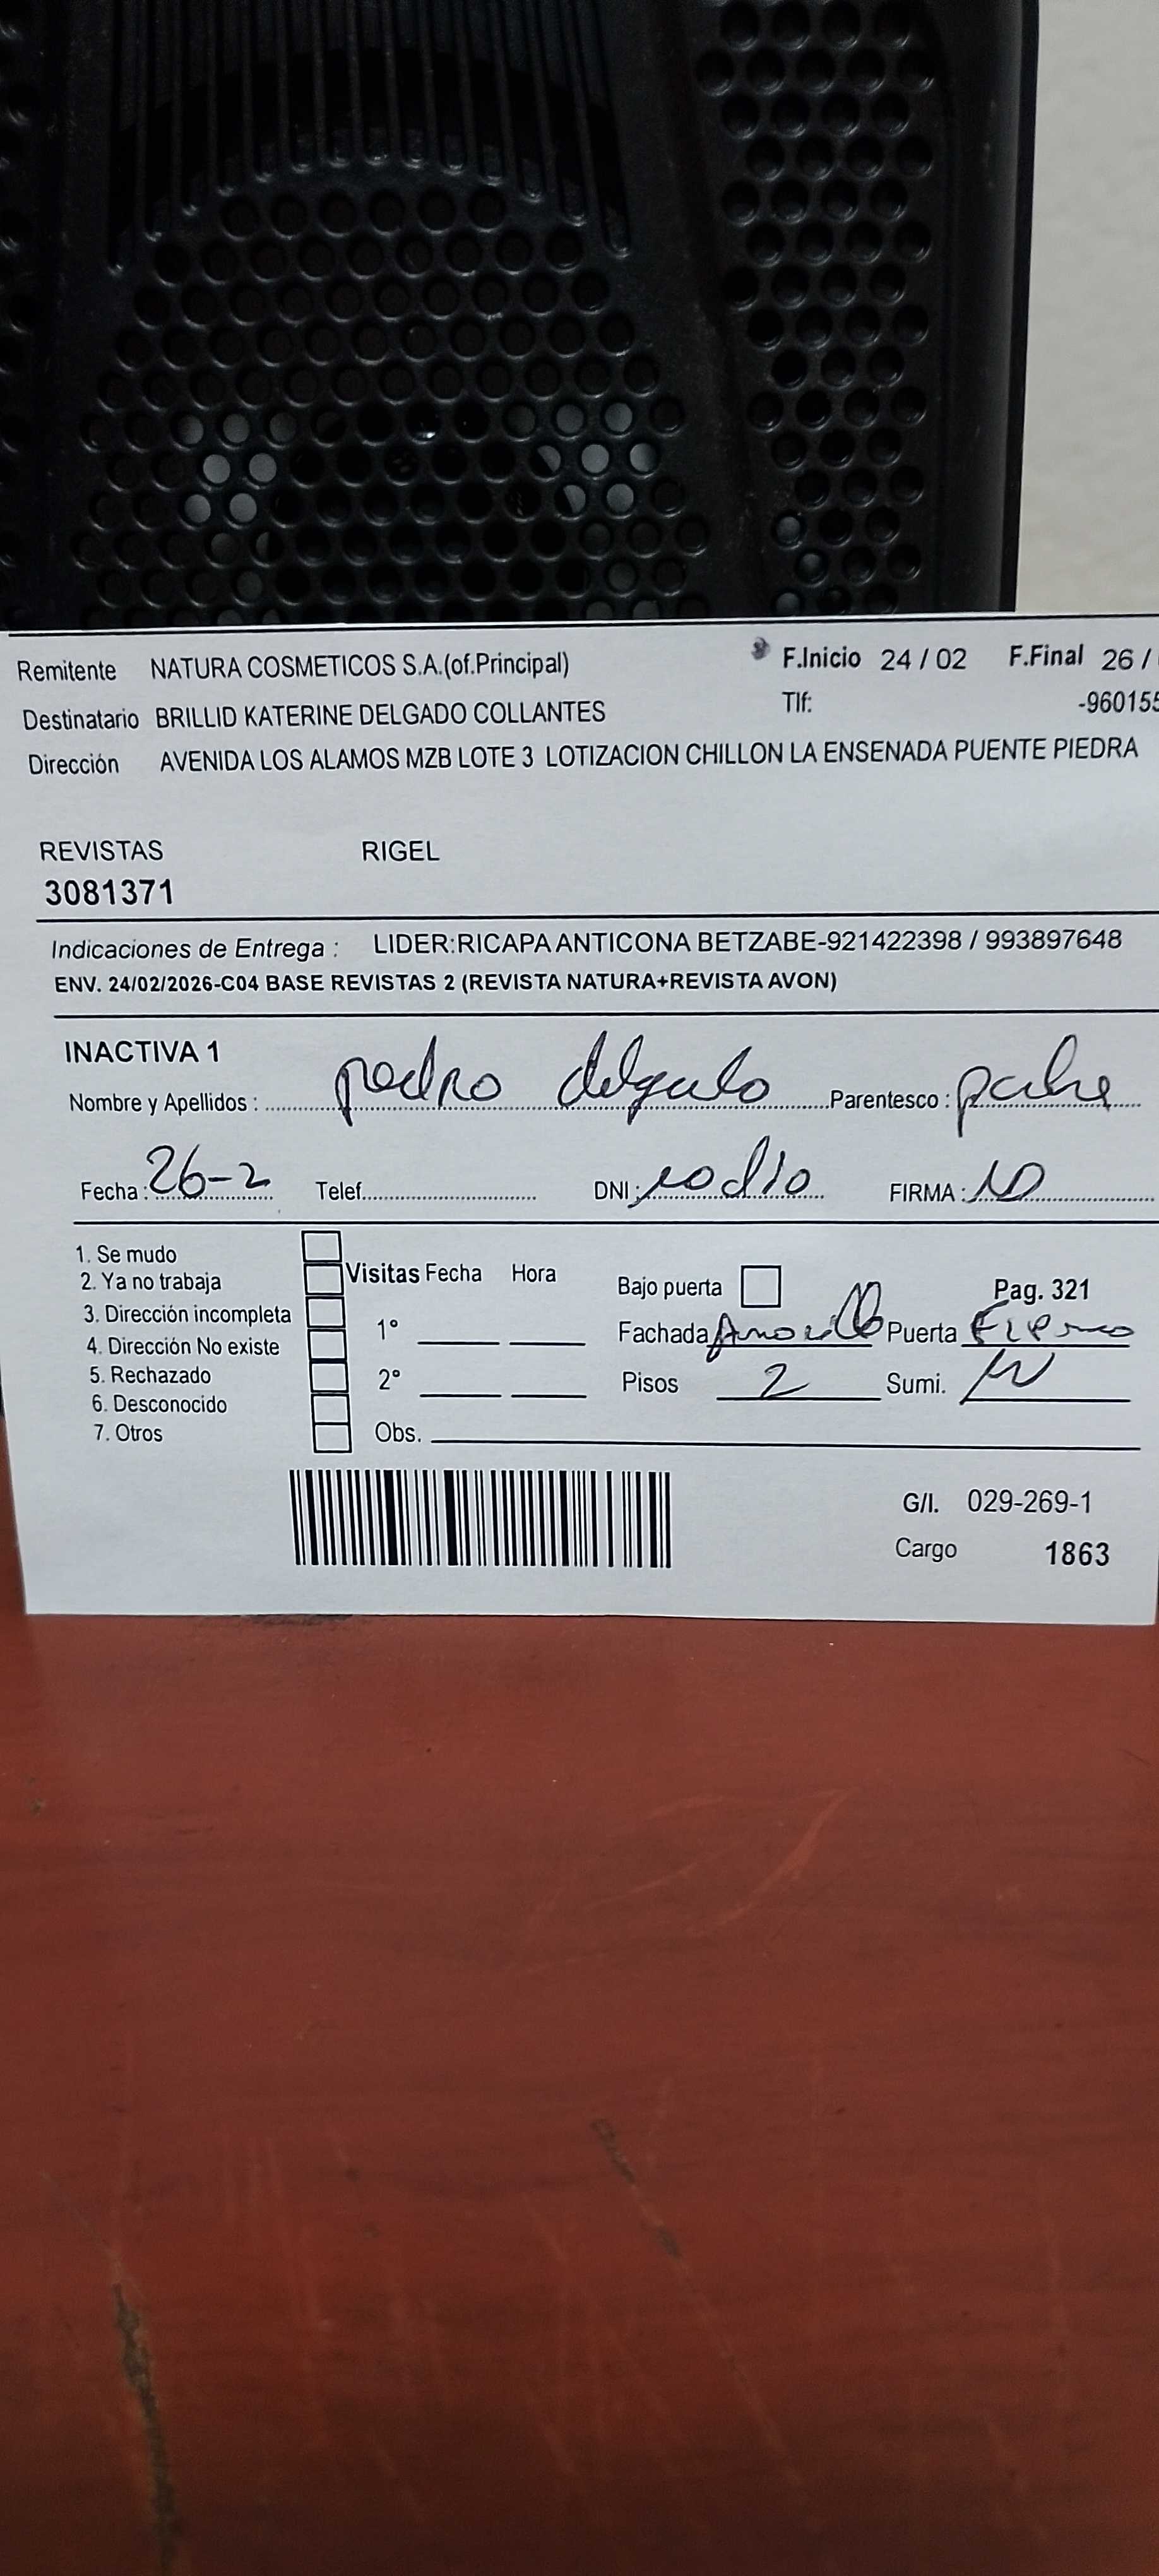 Remitente NATURA COSMETICOS S.A.(of.Principal) F.Inicio 24 / 02 F.Final 26 /
Destinatario BRILLID KATERINE DELGADO COLLANTES Tlf: -960155
Dirección AVENIDA LOS ALAMOS MZB LOTE 3 LOTIZACION CHILLON LA ENSENADA PUENTE PIEDRA
REVISTAS RIGEL
3081371
Indicaciones de Entrega : LIDER:RICAPA ANTICONA BETZABE-921422398 / 993897648
ENV. 24/02/2026-C04 BASE REVISTAS 2 (REVISTA NATURA+REVISTA AVON)
INACTIVA 1
Nombre y Apellidos : pedro delgado Parentesco : padre
Fecha : 26-2 Telef. DNI : no dio FIRMA :
1. Se mudo
2. Ya no trabaja
3. Dirección incompleta
4. Dirección No existe
5. Rechazado
6. Desconocido
7. Otros
Visitas Fecha Hora
1°
2°
Obs.
Bajo puerta Pag. 321
Fachada Amarillo Puerta
Pisos 2 Sumi.
G/I. 029-269-1
Cargo 1863